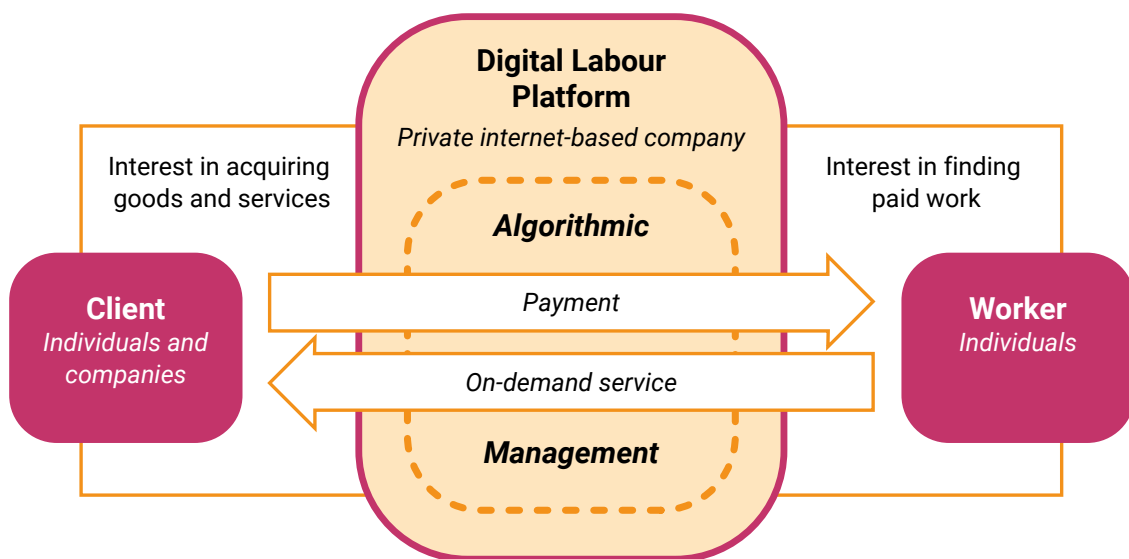 Digital Labour
Platform
Private internet-based company
Interest in acquiring
goods and services
Interest in finding
paid work
Algorithmic
Payment
Client
Individuals and
companies
Worker
Individuals
On-demand service
Management